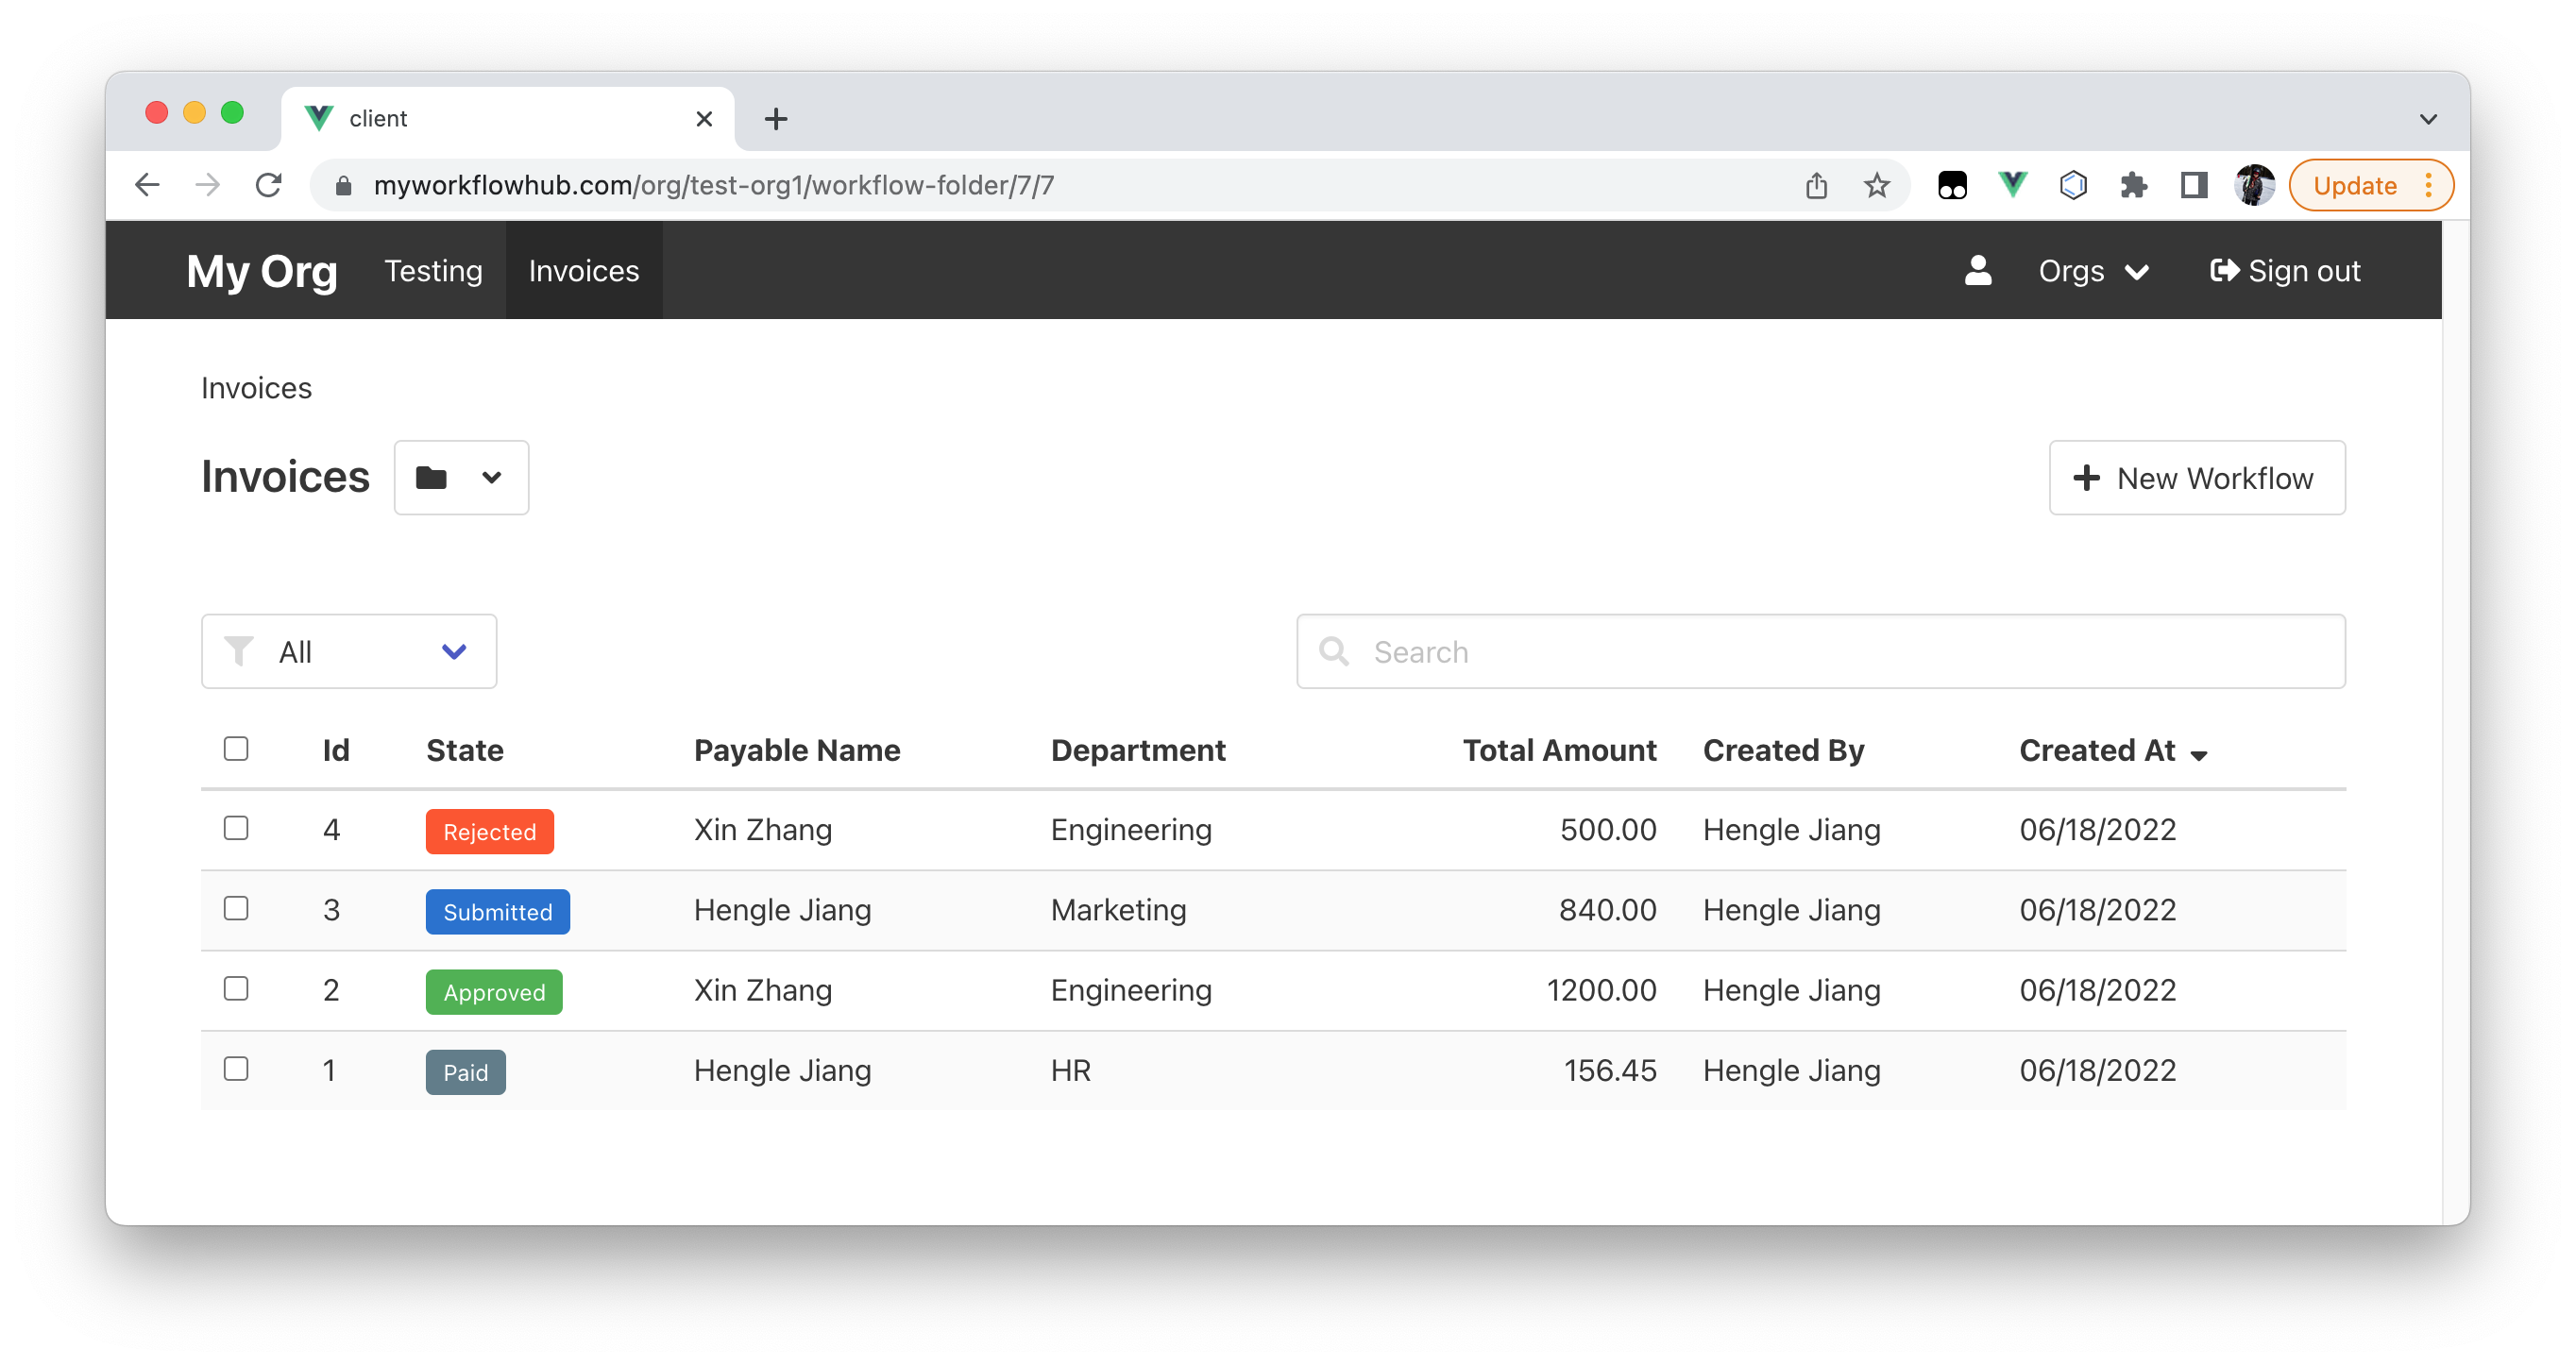 client
myworkflowhub.com/org/test-org1/workflow-folder/7/7
Update
My Org Testing Invoices Orgs Sign out
Invoices
Invoices
New Workflow
All Search
Id State Payable Name Department Total Amount Created By Created At
4 Rejected Xin Zhang Engineering 500.00 Hengle Jiang 06/18/2022
3 Submitted Hengle Jiang Marketing 840.00 Hengle Jiang 06/18/2022
2 Approved Xin Zhang Engineering 1200.00 Hengle Jiang 06/18/2022
1 Paid Hengle Jiang HR 156.45 Hengle Jiang 06/18/2022